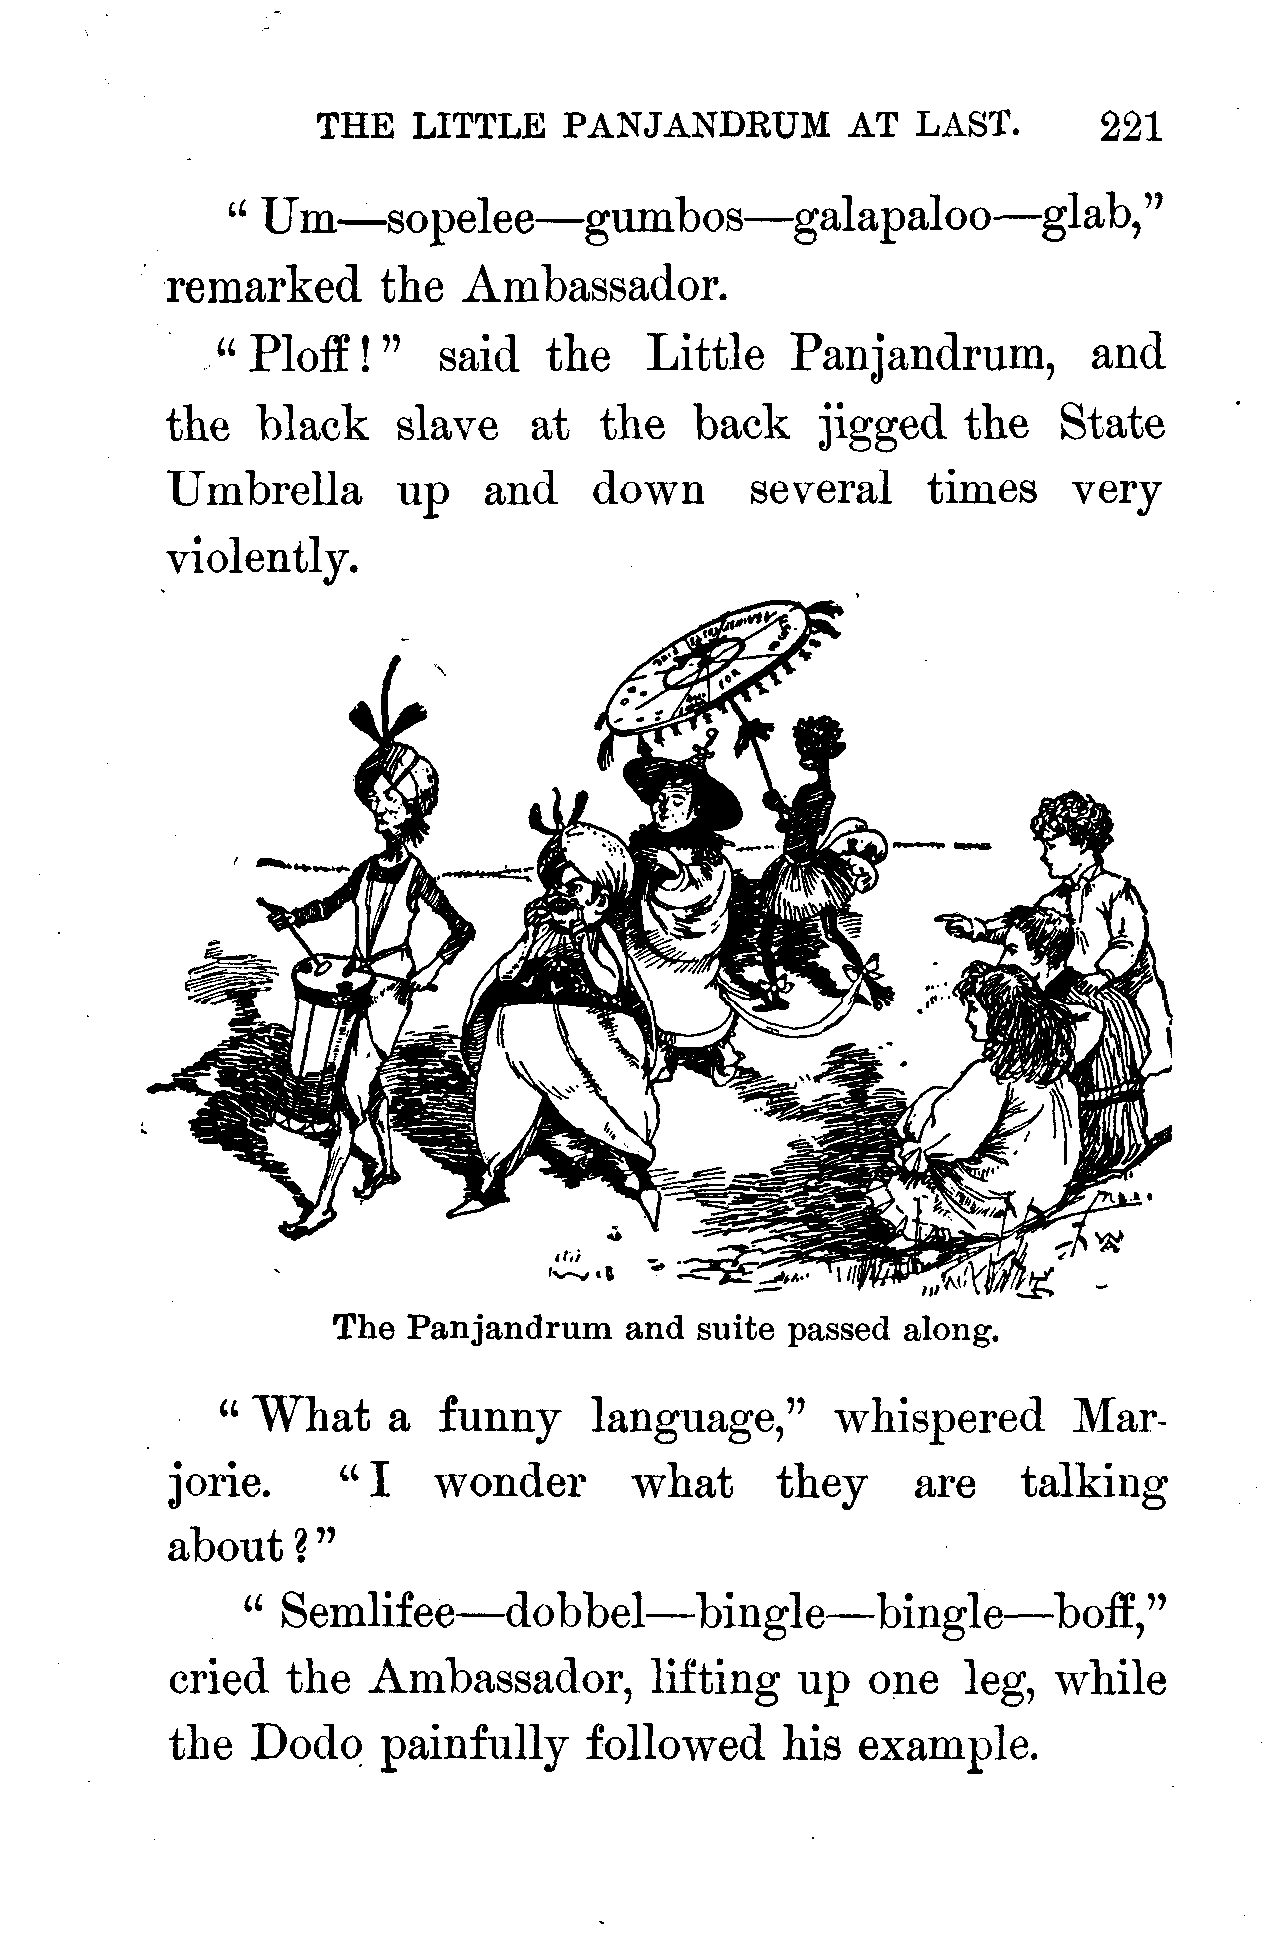 THE LITTLE PANJANDRUM AT LAST. 221
“ Um—sopelee—gumbos—galapaloo—glab,”
remarked the Ambassador.
“ Ploff! ” said the Little Panjandrum, and
the black slave at the back jigged the State
Umbrella up and down several times very
violently.
The Panjandrum and suite passed along.
“ What a funny language,” whispered Mar-
jorie. “ I wonder what they are talking
about ? ”
“ Semlifee—dobbel—bingle—bingle—boff,”
cried the Ambassador, lifting up one leg, while
the Dodo painfully followed his example.